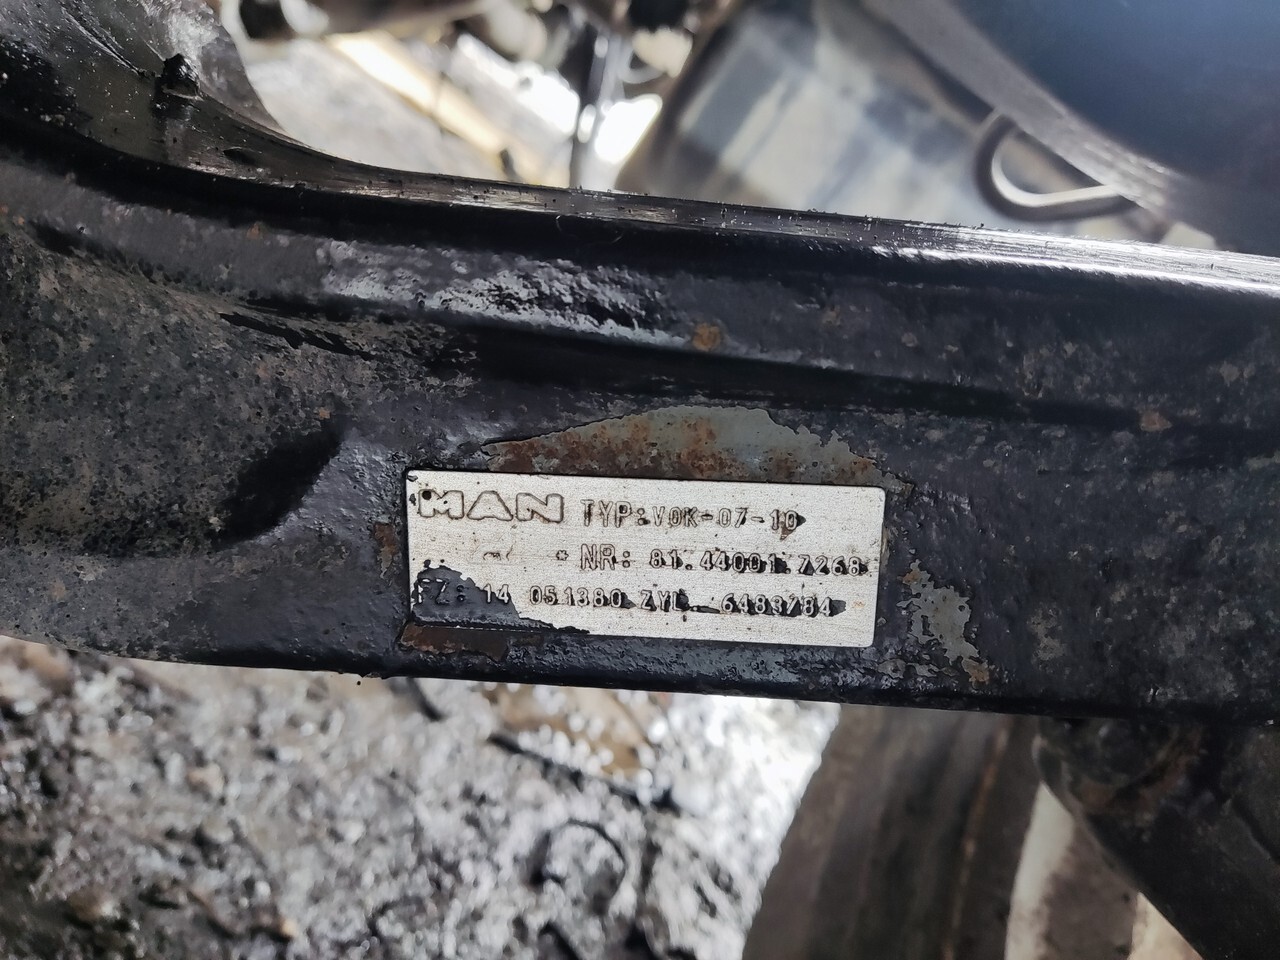 MAN TYP: VOK-07-10
* NR: 81.44001.7268
FZ: 14 051380 ZYL. 6483784